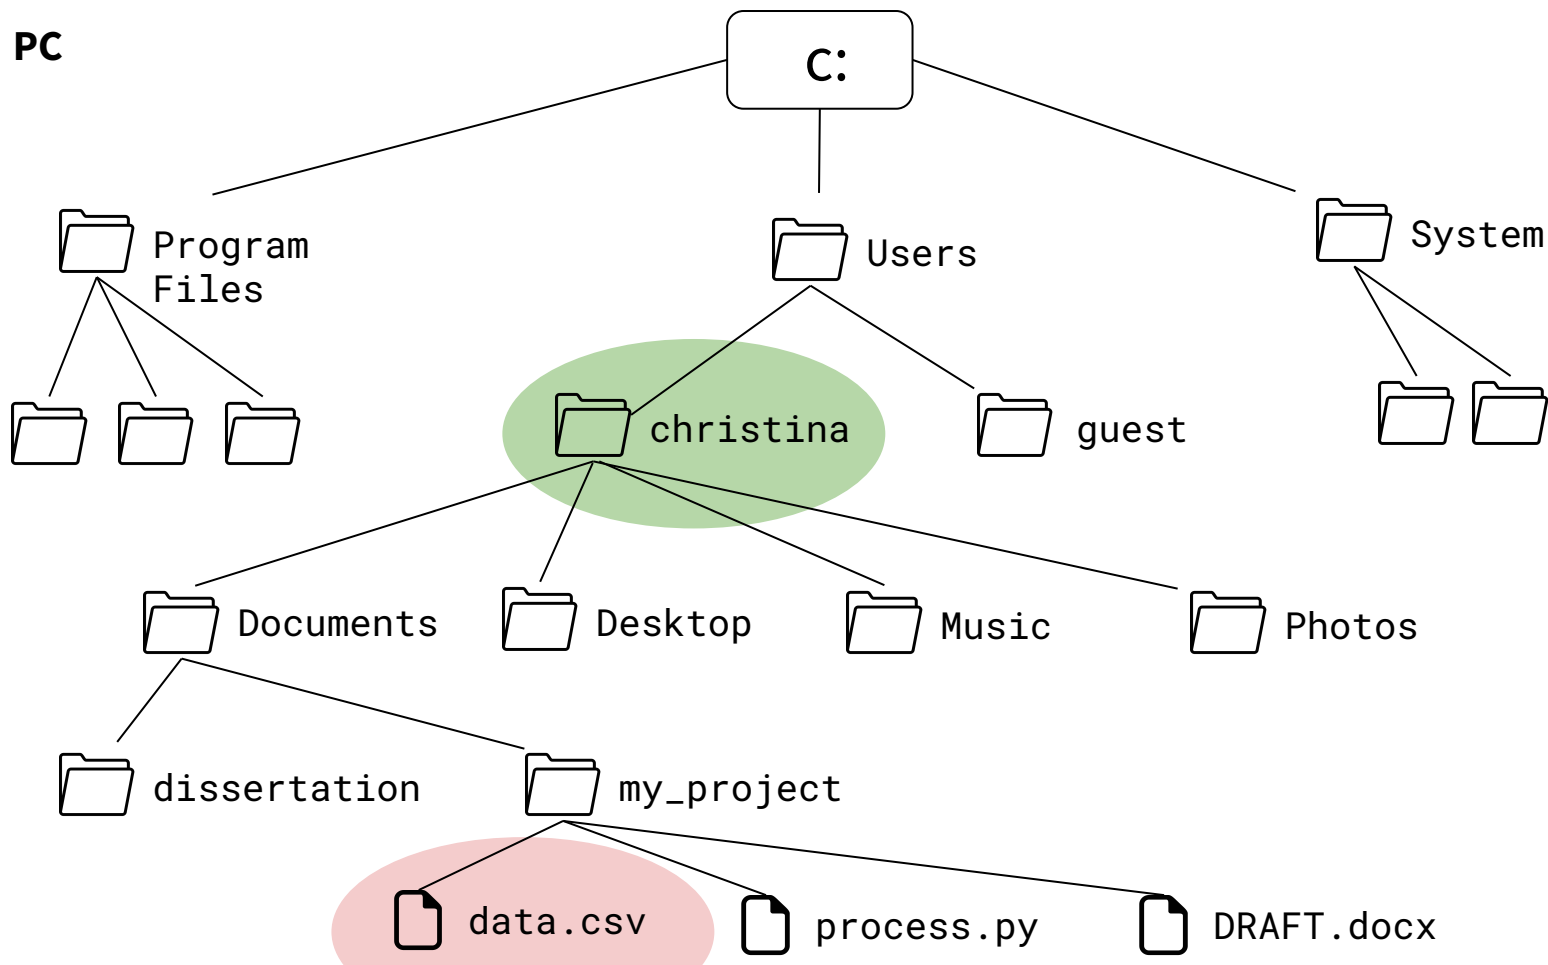 PC
C:
Program
Files
Users
System
christina
guest
Documents
Desktop
Music
Photos
dissertation
my_project
data.csv
process.py
DRAFT.docx